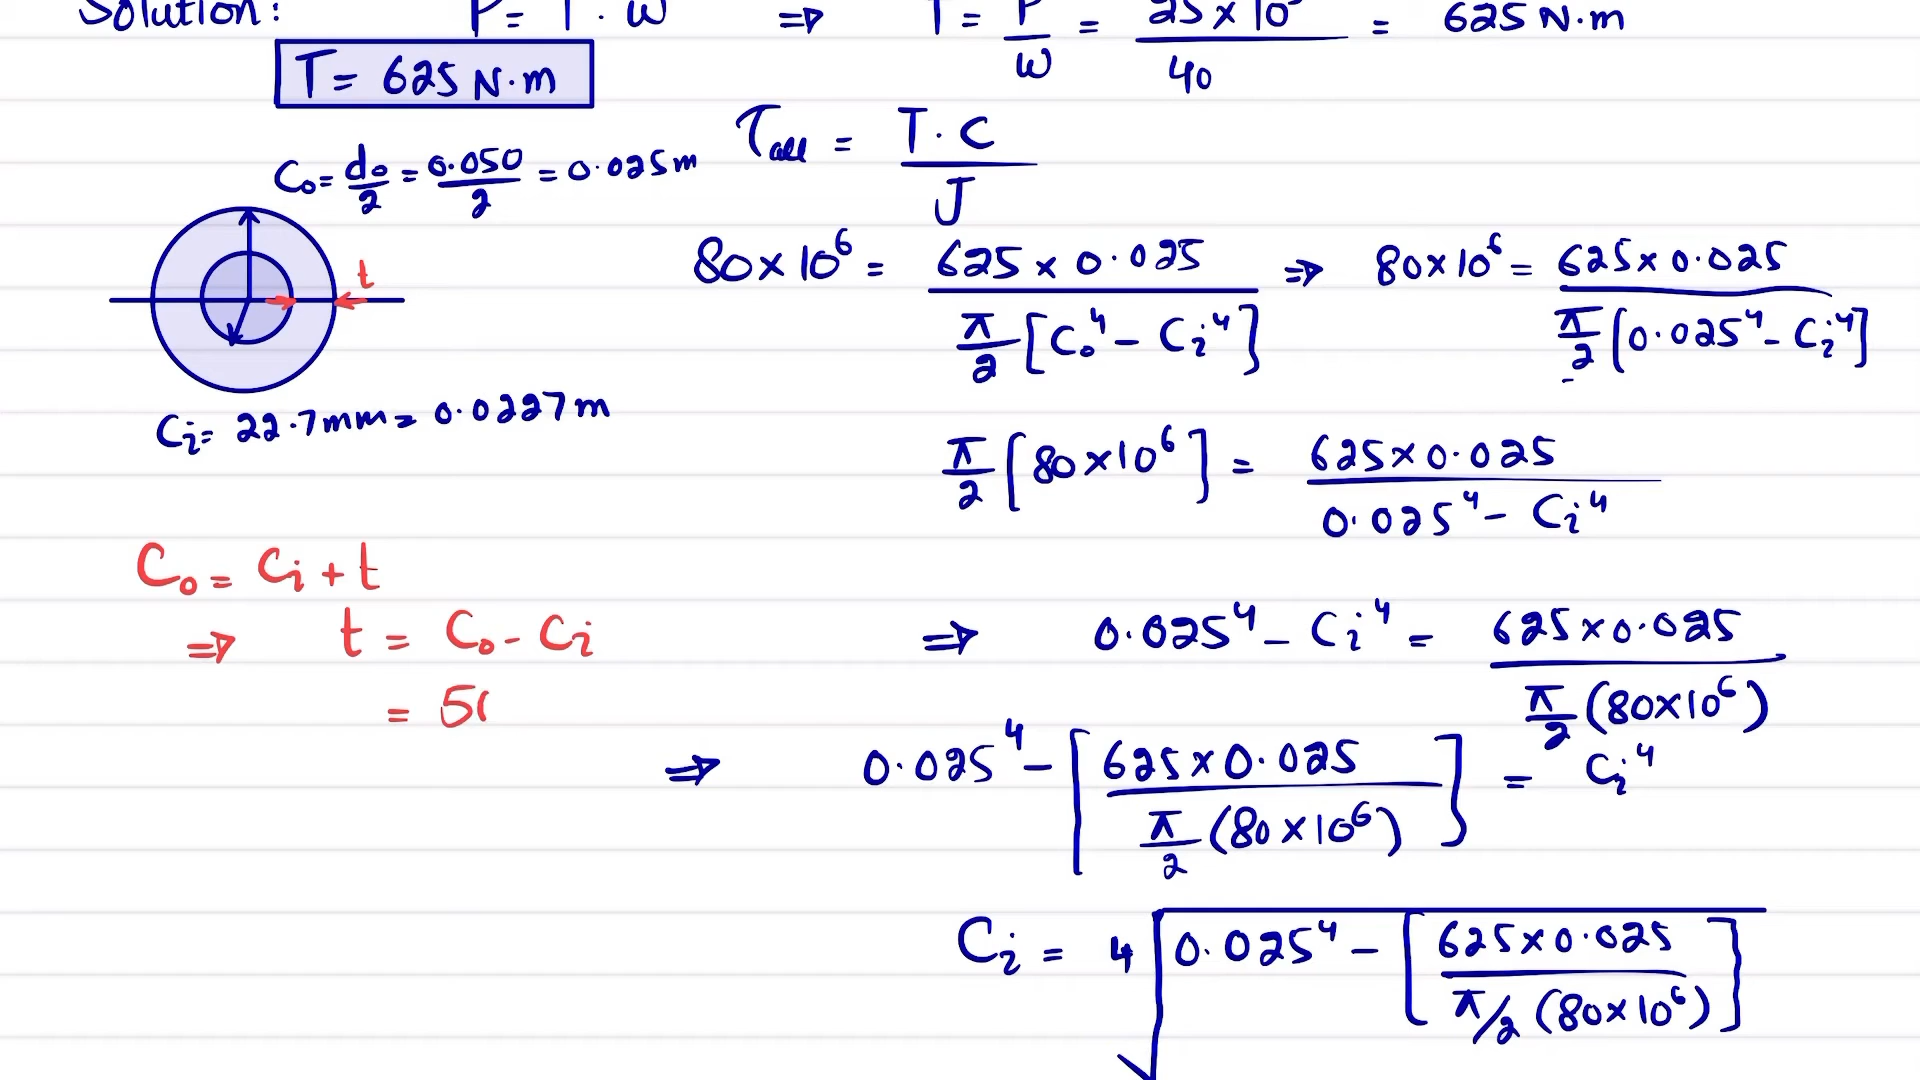 Solution: P = T · ω ⇒ T = P/ω = 25 × 10³/40 = 625 N·m
T = 625 N·m
τall = T · C / J
C₀ = d₀/2 = 0.050/2 = 0.025m
t
80×10⁶ = 625 × 0.025 / π/2 [C₀⁴ − Cᵢ⁴] ⇒ 80×10⁶ = 625 × 0.025 / π/2 [0.025⁴ − Cᵢ⁴]
Cᵢ = 22.7mm = 0.0227m
π/2 [80×10⁶] = 625×0.025 / 0.025⁴ − Cᵢ⁴
C₀ = Cᵢ + t
⇒ t = C₀ − Cᵢ
= 50
⇒ 0.025⁴ − Cᵢ⁴ = 625×0.025 / π/2 (80×10⁶)
⇒ 0.025⁴ − [625×0.025 / π/2 (80×10⁶)] = Cᵢ⁴
Cᵢ = 4√0.025⁴ − [625×0.025 / π/2 (80×10⁶)]